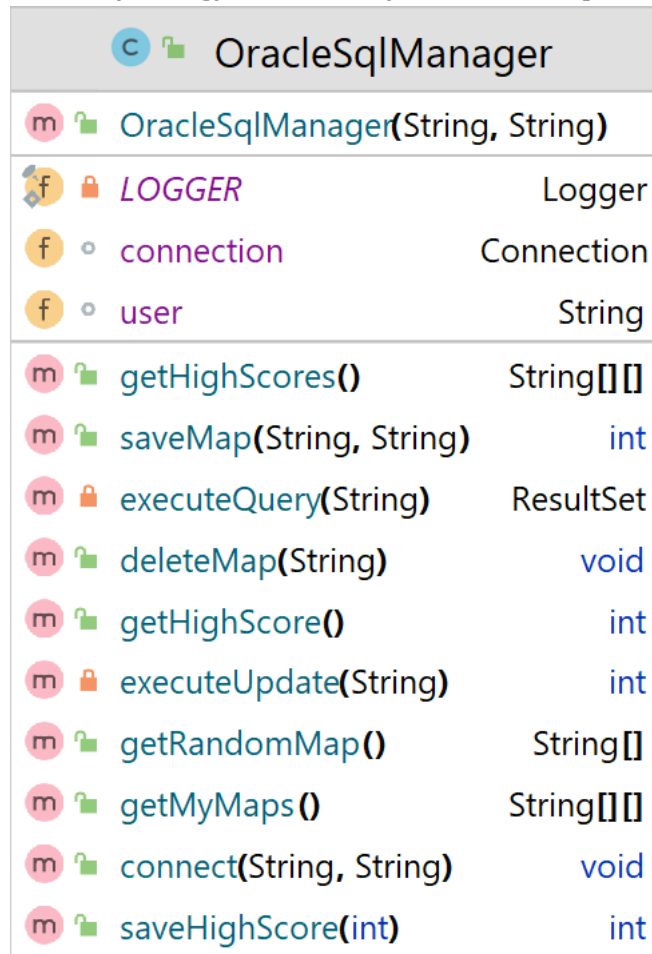 C OracleSqlManager
m OracleSqlManager(String, String)
f LOGGER Logger
f connection Connection
f user String
m getHighScores() String[][]
m saveMap(String, String) int
m executeQuery(String) ResultSet
m deleteMap(String) void
m getHighScore() int
m executeUpdate(String) int
m getRandomMap() String[]
m getMyMaps() String[][]
m connect(String, String) void
m saveHighScore(int) int